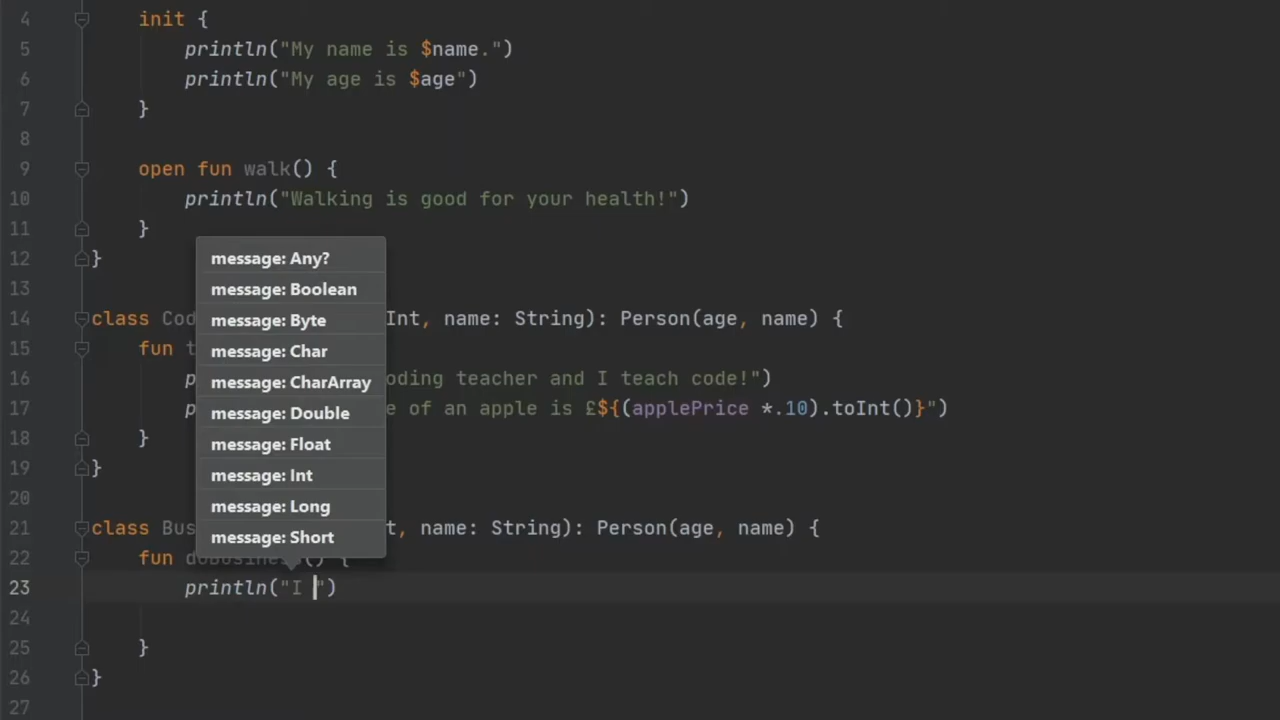 4 init {
5 println("My name is $name.")
6 println("My age is $age")
7 }
8
9 open fun walk() {
10 println("Walking is good for your health!")
11 }
12 }
13
14 class Cod Int, name: String): Person(age, name) {
15 fun t
16 p oding teacher and I teach code!")
17 p e of an apple is £${(applePrice *.10).toInt()}")
18 }
19 }
20
21 class Bus t, name: String): Person(age, name) {
22 fun doBusiness() {
23 println("I ")
24
25 }
26 }
27
message: Any?
message: Boolean
message: Byte
message: Char
message: CharArray
message: Double
message: Float
message: Int
message: Long
message: Short